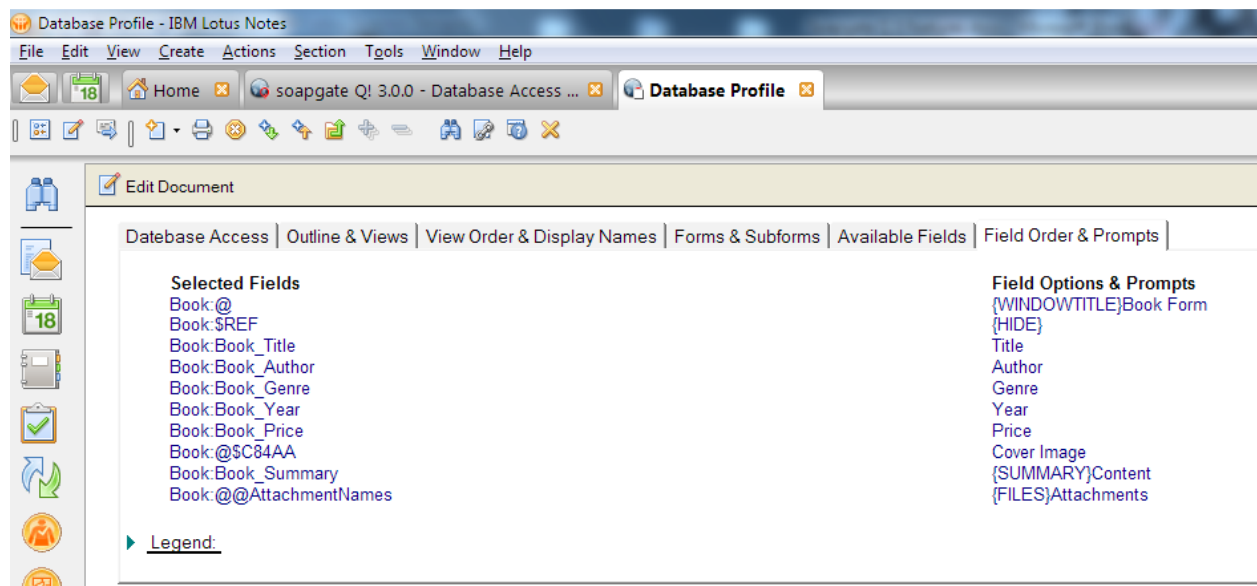 Database Profile - IBM Lotus Notes
File Edit View Create Actions Section Tools Window Help
18 Home soapgate Q! 3.0.0 - Database Access ... Database Profile
Edit Document
Datebase Access | Outline & Views | View Order & Display Names | Forms & Subforms | Available Fields | Field Order & Prompts
Selected Fields Field Options & Prompts
Book:@ {WINDOWTITLE}Book Form
Book:$REF {HIDE}
Book:Book_Title Title
Book:Book_Author Author
Book:Book_Genre Genre
Book:Book_Year Year
Book:Book_Price Price
Book:@$C84AA Cover Image
Book:Book_Summary {SUMMARY}Content
Book:@@AttachmentNames {FILES}Attachments
18
Legend: